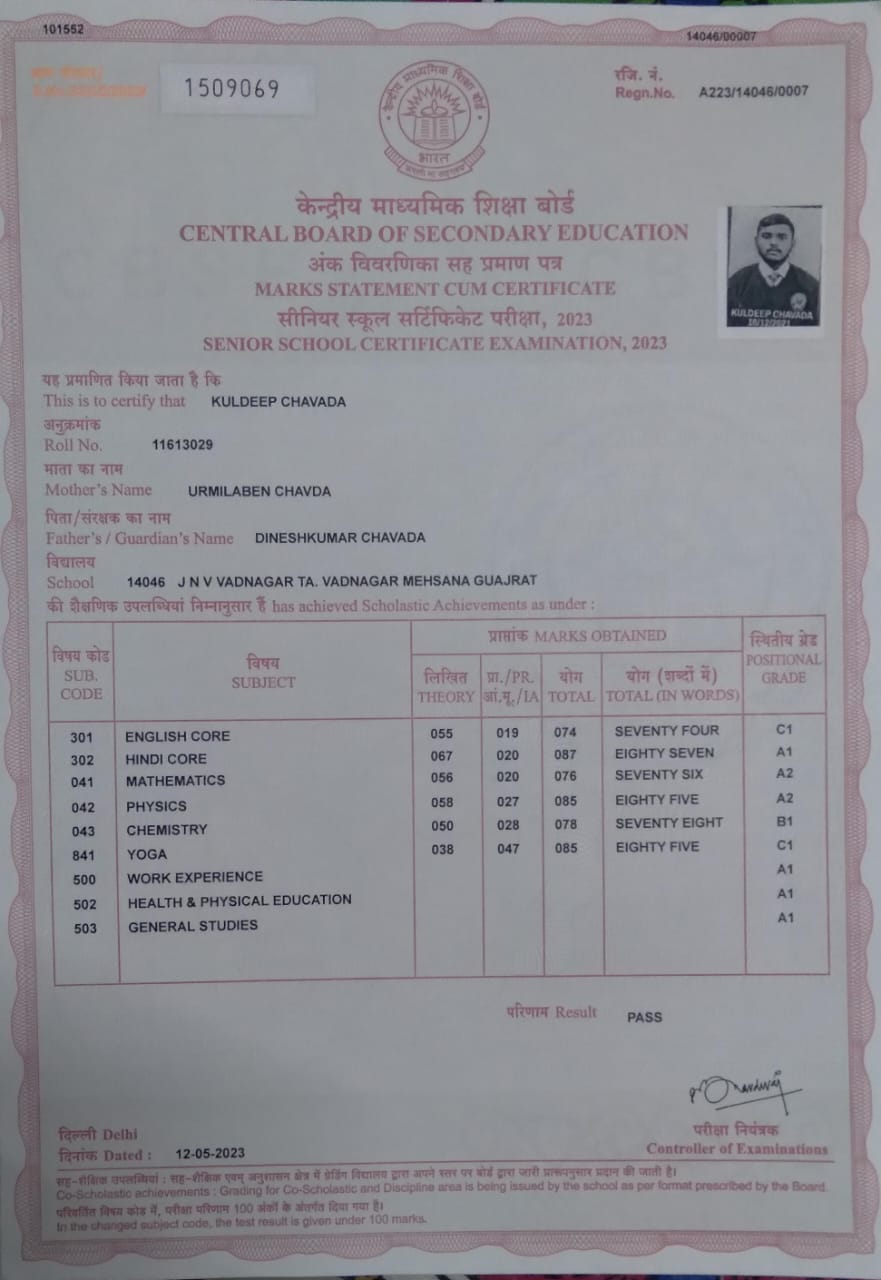 101552
14046/00007
1509069
रजि. नं.
Regn.No. A223/14046/0007
केन्द्रीय माध्यमिक शिक्षा बोर्ड
भारत
केन्द्रीय माध्यमिक शिक्षा बोर्ड
CENTRAL BOARD OF SECONDARY EDUCATION
अंक विवरणिका सह प्रमाण पत्र
MARKS STATEMENT CUM CERTIFICATE
सीनियर स्कूल सर्टिफिकेट परीक्षा, 2023
SENIOR SCHOOL CERTIFICATE EXAMINATION, 2023
KULDEEP CHAVADA
यह प्रमाणित किया जाता है कि
This is to certify that KULDEEP CHAVADA
अनुक्रमांक
Roll No. 11613029
माता का नाम
Mother's Name URMILABEN CHAVDA
पिता/संरक्षक का नाम
Father's / Guardian's Name DINESHKUMAR CHAVADA
विद्यालय
School 14046 J N V VADNAGAR TA. VADNAGAR MEHSANA GUAJRAT
की शैक्षणिक उपलब्धियां निम्नानुसार हैं has achieved Scholastic Achievements as under :
विषय कोड SUB. CODE विषय SUBJECT प्राप्तांक MARKS OBTAINED स्थितीय ग्रेड POSITIONAL GRADE
लिखित THEORY प्रा./PR. आं.मू./IA योग TOTAL योग (शब्दों में) TOTAL (IN WORDS)
301 ENGLISH CORE 055 019 074 SEVENTY FOUR C1
302 HINDI CORE 067 020 087 EIGHTY SEVEN A1
041 MATHEMATICS 056 020 076 SEVENTY SIX A2
042 PHYSICS 058 027 085 EIGHTY FIVE A2
043 CHEMISTRY 050 028 078 SEVENTY EIGHT B1
841 YOGA 038 047 085 EIGHTY FIVE C1
500 WORK EXPERIENCE A1
502 HEALTH & PHYSICAL EDUCATION A1
503 GENERAL STUDIES A1
परिणाम Result PASS
दिल्ली Delhi
दिनांक Dated : 12-05-2023
परीक्षा नियंत्रक
Controller of Examinations
सह-शैक्षिक उपलब्धियां : सह-शैक्षिक एवम् अनुशासन क्षेत्र में ग्रेडिंग विद्यालय द्वारा अपने स्तर पर बोर्ड द्वारा जारी प्रारूपनुसार प्रदान की जाती है।
Co-Scholastic achievements : Grading for Co-Scholastic and Discipline area is being issued by the school as per format prescribed by the Board.
परिवर्तित विषय कोड में, परीक्षा परिणाम 100 अंकों के अंतर्गत दिया गया है।
In the changed subject code, the test result is given under 100 marks.